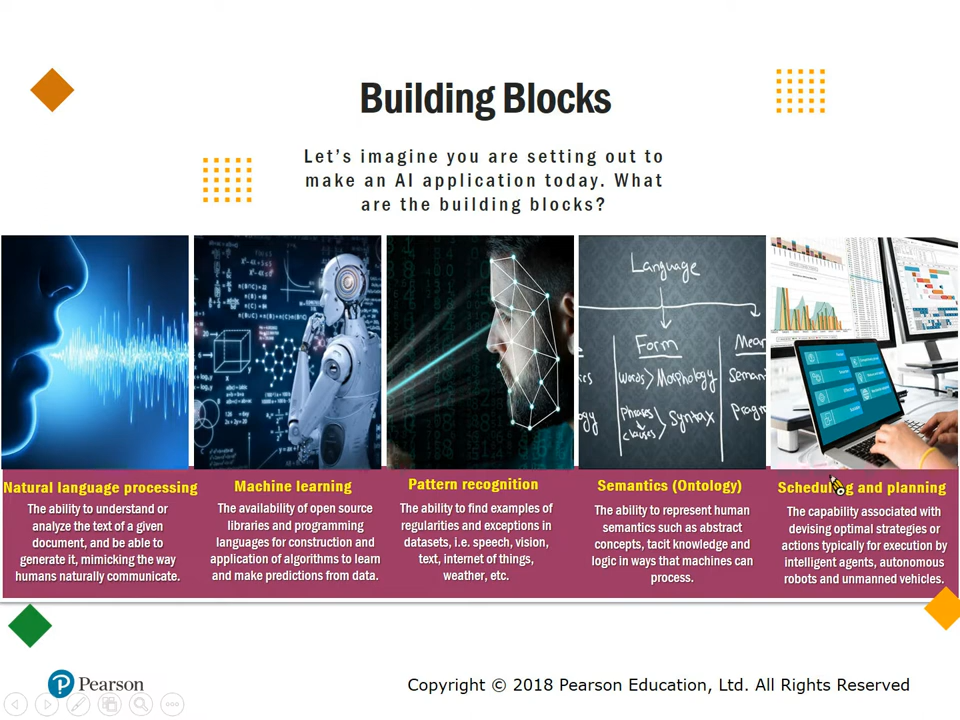 Building Blocks
Let's imagine you are setting out to
make an AI application today. What
are the building blocks?
Language
Form
Mean
words> Morphology
Semant
Phrases
clauses
Syntax
Pragm
Natural language processing
The ability to understand or
analyze the text of a given
document, and be able to
generate it, mimicking the way
humans naturally communicate.
Machine learning
The availability of open source
libraries and programming
languages for construction and
application of algorithms to learn
and make predictions from data.
Pattern recognition
The ability to find examples of
regularities and exceptions in
datasets, i.e. speech, vision,
text, internet of things,
weather, etc.
Semantics (Ontology)
The ability to represent human
semantics such as abstract
concepts, tacit knowledge and
logic in ways that machines can
process.
Scheduling and planning
The capability associated with
devising optimal strategies or
actions typically for execution by
intelligent agents, autonomous
robots and unmanned vehicles.
Pearson
Copyright © 2018 Pearson Education, Ltd. All Rights Reserved